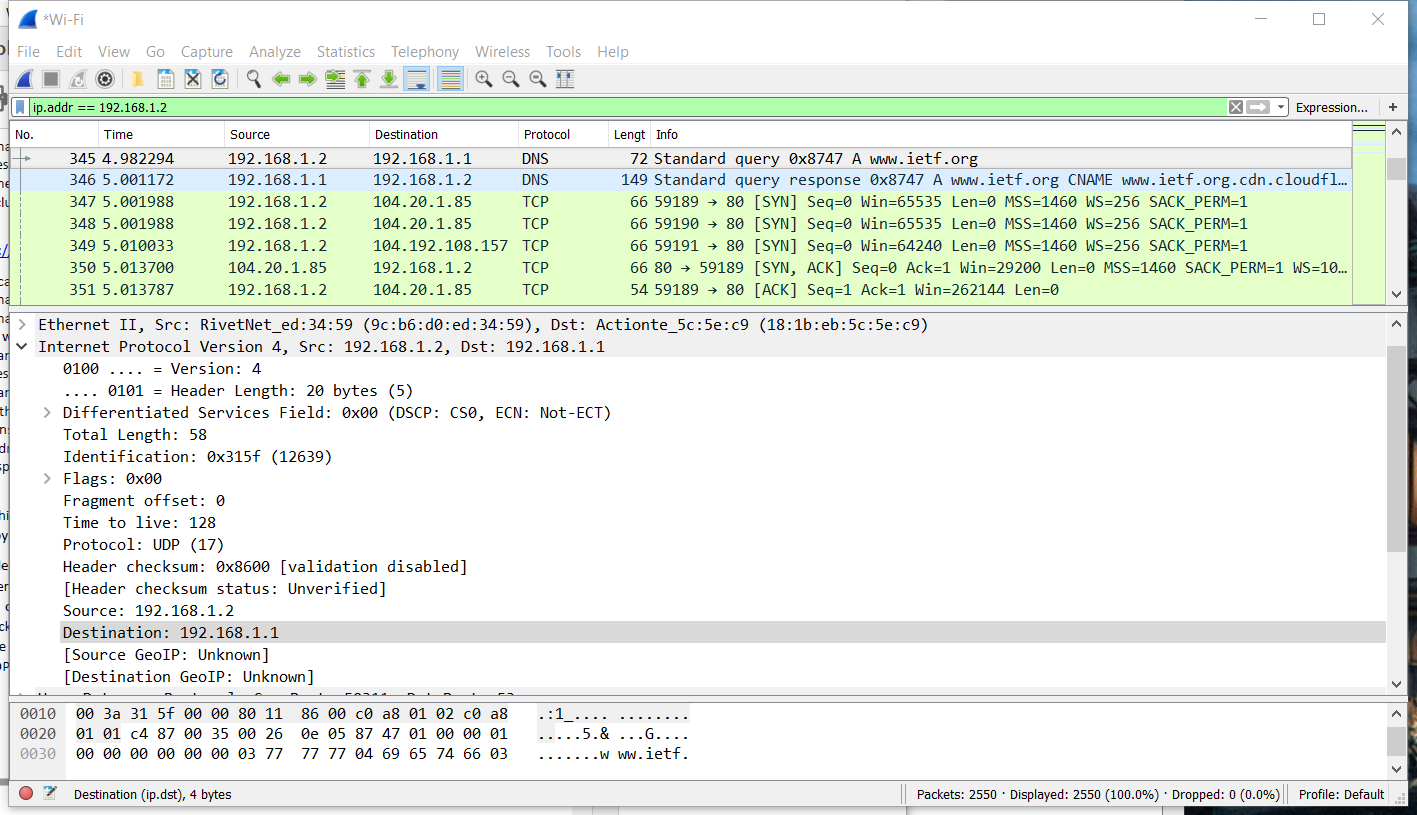 *Wi-Fi
File Edit View Go Capture Analyze Statistics Telephony Wireless Tools Help
ip.addr == 192.168.1.2 Expression... +
No. Time Source Destination Protocol Lengt Info
345 4.982294 192.168.1.2 192.168.1.1 DNS 72 Standard query 0x8747 A www.ietf.org
346 5.001172 192.168.1.1 192.168.1.2 DNS 149 Standard query response 0x8747 A www.ietf.org CNAME www.ietf.org.cdn.cloudfl…
347 5.001988 192.168.1.2 104.20.1.85 TCP 66 59189 → 80 [SYN] Seq=0 Win=65535 Len=0 MSS=1460 WS=256 SACK_PERM=1
348 5.001988 192.168.1.2 104.20.1.85 TCP 66 59190 → 80 [SYN] Seq=0 Win=65535 Len=0 MSS=1460 WS=256 SACK_PERM=1
349 5.010033 192.168.1.2 104.192.108.157 TCP 66 59191 → 80 [SYN] Seq=0 Win=64240 Len=0 MSS=1460 WS=256 SACK_PERM=1
350 5.013700 104.20.1.85 192.168.1.2 TCP 66 80 → 59189 [SYN, ACK] Seq=0 Ack=1 Win=29200 Len=0 MSS=1460 SACK_PERM=1 WS=10…
351 5.013787 192.168.1.2 104.20.1.85 TCP 54 59189 → 80 [ACK] Seq=1 Ack=1 Win=262144 Len=0
Ethernet II, Src: RivetNet_ed:34:59 (9c:b6:d0:ed:34:59), Dst: Actionte_5c:5e:c9 (18:1b:eb:5c:5e:c9)
Internet Protocol Version 4, Src: 192.168.1.2, Dst: 192.168.1.1
0100 .... = Version: 4
.... 0101 = Header Length: 20 bytes (5)
Differentiated Services Field: 0x00 (DSCP: CS0, ECN: Not-ECT)
Total Length: 58
Identification: 0x315f (12639)
Flags: 0x00
Fragment offset: 0
Time to live: 128
Protocol: UDP (17)
Header checksum: 0x8600 [validation disabled]
[Header checksum status: Unverified]
Source: 192.168.1.2
Destination: 192.168.1.1
[Source GeoIP: Unknown]
[Destination GeoIP: Unknown]
0010 00 3a 31 5f 00 00 80 11 86 00 c0 a8 01 02 c0 a8 .:1_.... ........
0020 01 01 c4 87 00 35 00 26 0e 05 87 47 01 00 00 01 .....5.& ...G....
0030 00 00 00 00 00 00 03 77 77 77 04 69 65 74 66 03 .......w ww.ietf.
Destination (ip.dst), 4 bytes Packets: 2550 · Displayed: 2550 (100.0%) · Dropped: 0 (0.0%) Profile: Default